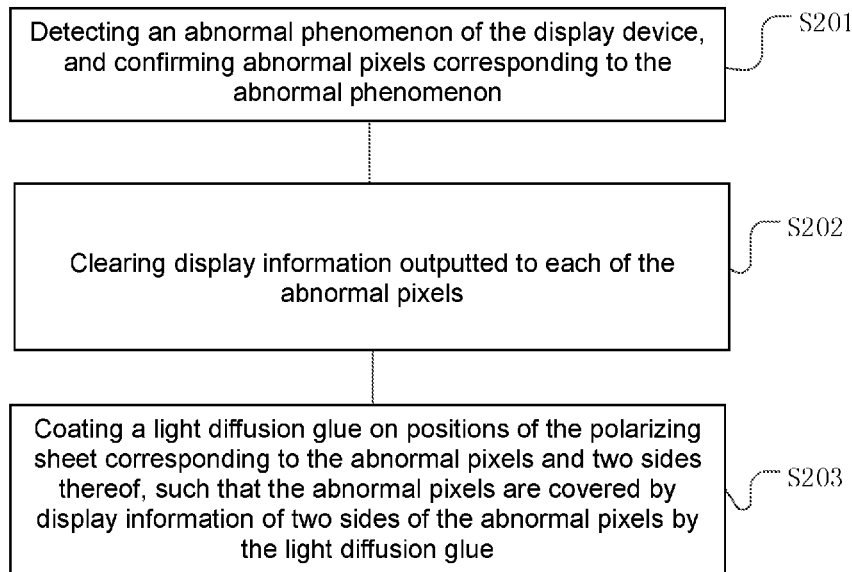 Detecting an abnormal phenomenon of the display device,
and confirming abnormal pixels corresponding to the
abnormal phenomenon
S201
Clearing display information outputted to each of the
abnormal pixels
S202
Coating a light diffusion glue on positions of the polarizing
sheet corresponding to the abnormal pixels and two sides
thereof, such that the abnormal pixels are covered by
display information of two sides of the abnormal pixels by
the light diffusion glue
S203